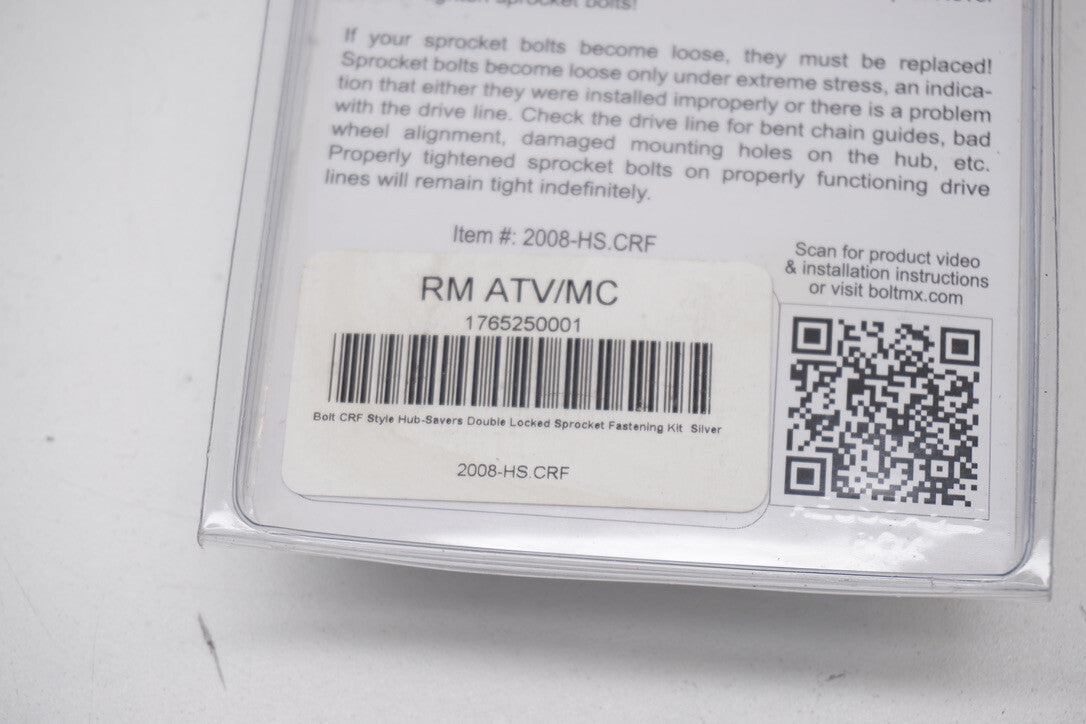 tighten sprocket bolts!
If your sprocket bolts become loose, they must be replaced!
Sprocket bolts become loose only under extreme stress, an indica-
tion that either they were installed improperly or there is a problem
with the drive line. Check the drive line for bent chain guides, bad
wheel alignment, damaged mounting holes on the hub, etc.
Properly tightened sprocket bolts on properly functioning drive
lines will remain tight indefinitely.
Item #: 2008-HS.CRF
RM ATV/MC
1765250001
Bolt CRF Style Hub-Savers Double Locked Sprocket Fastening Kit Silver
2008-HS.CRF
Scan for product video
& installation instructions
or visit boltmx.com